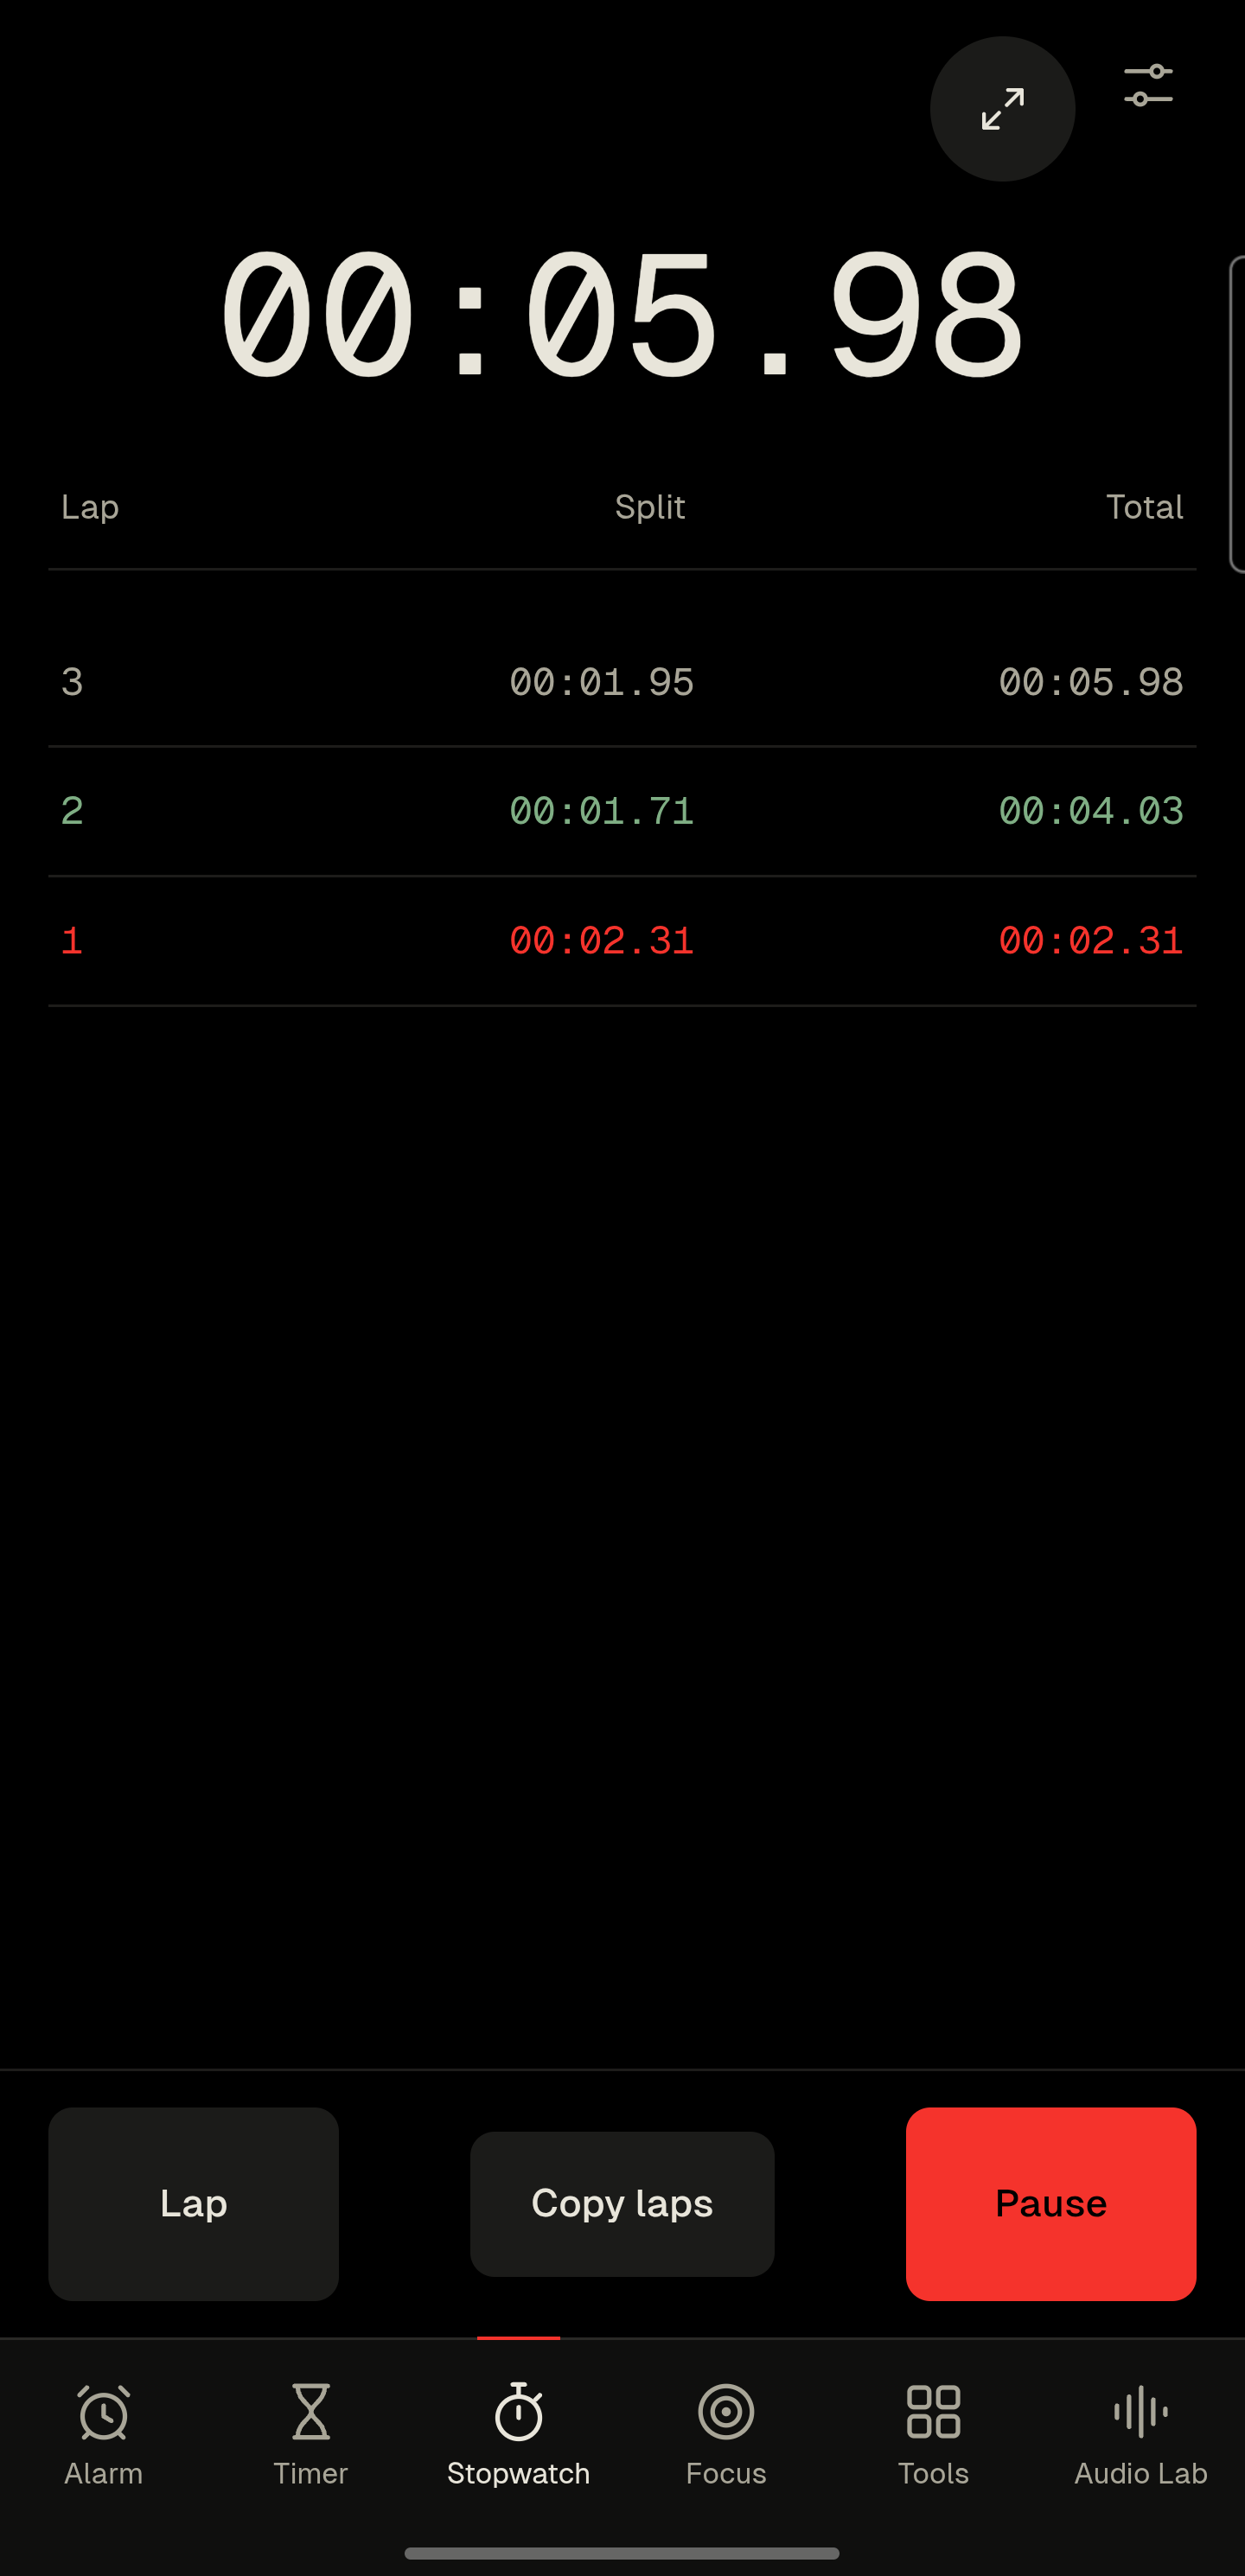 00:05.98
Lap Split Total
3 00:01.95 00:05.98
2 00:01.71 00:04.03
1 00:02.31 00:02.31
Lap Copy laps Pause
Alarm Timer Stopwatch Focus Tools Audio Lab